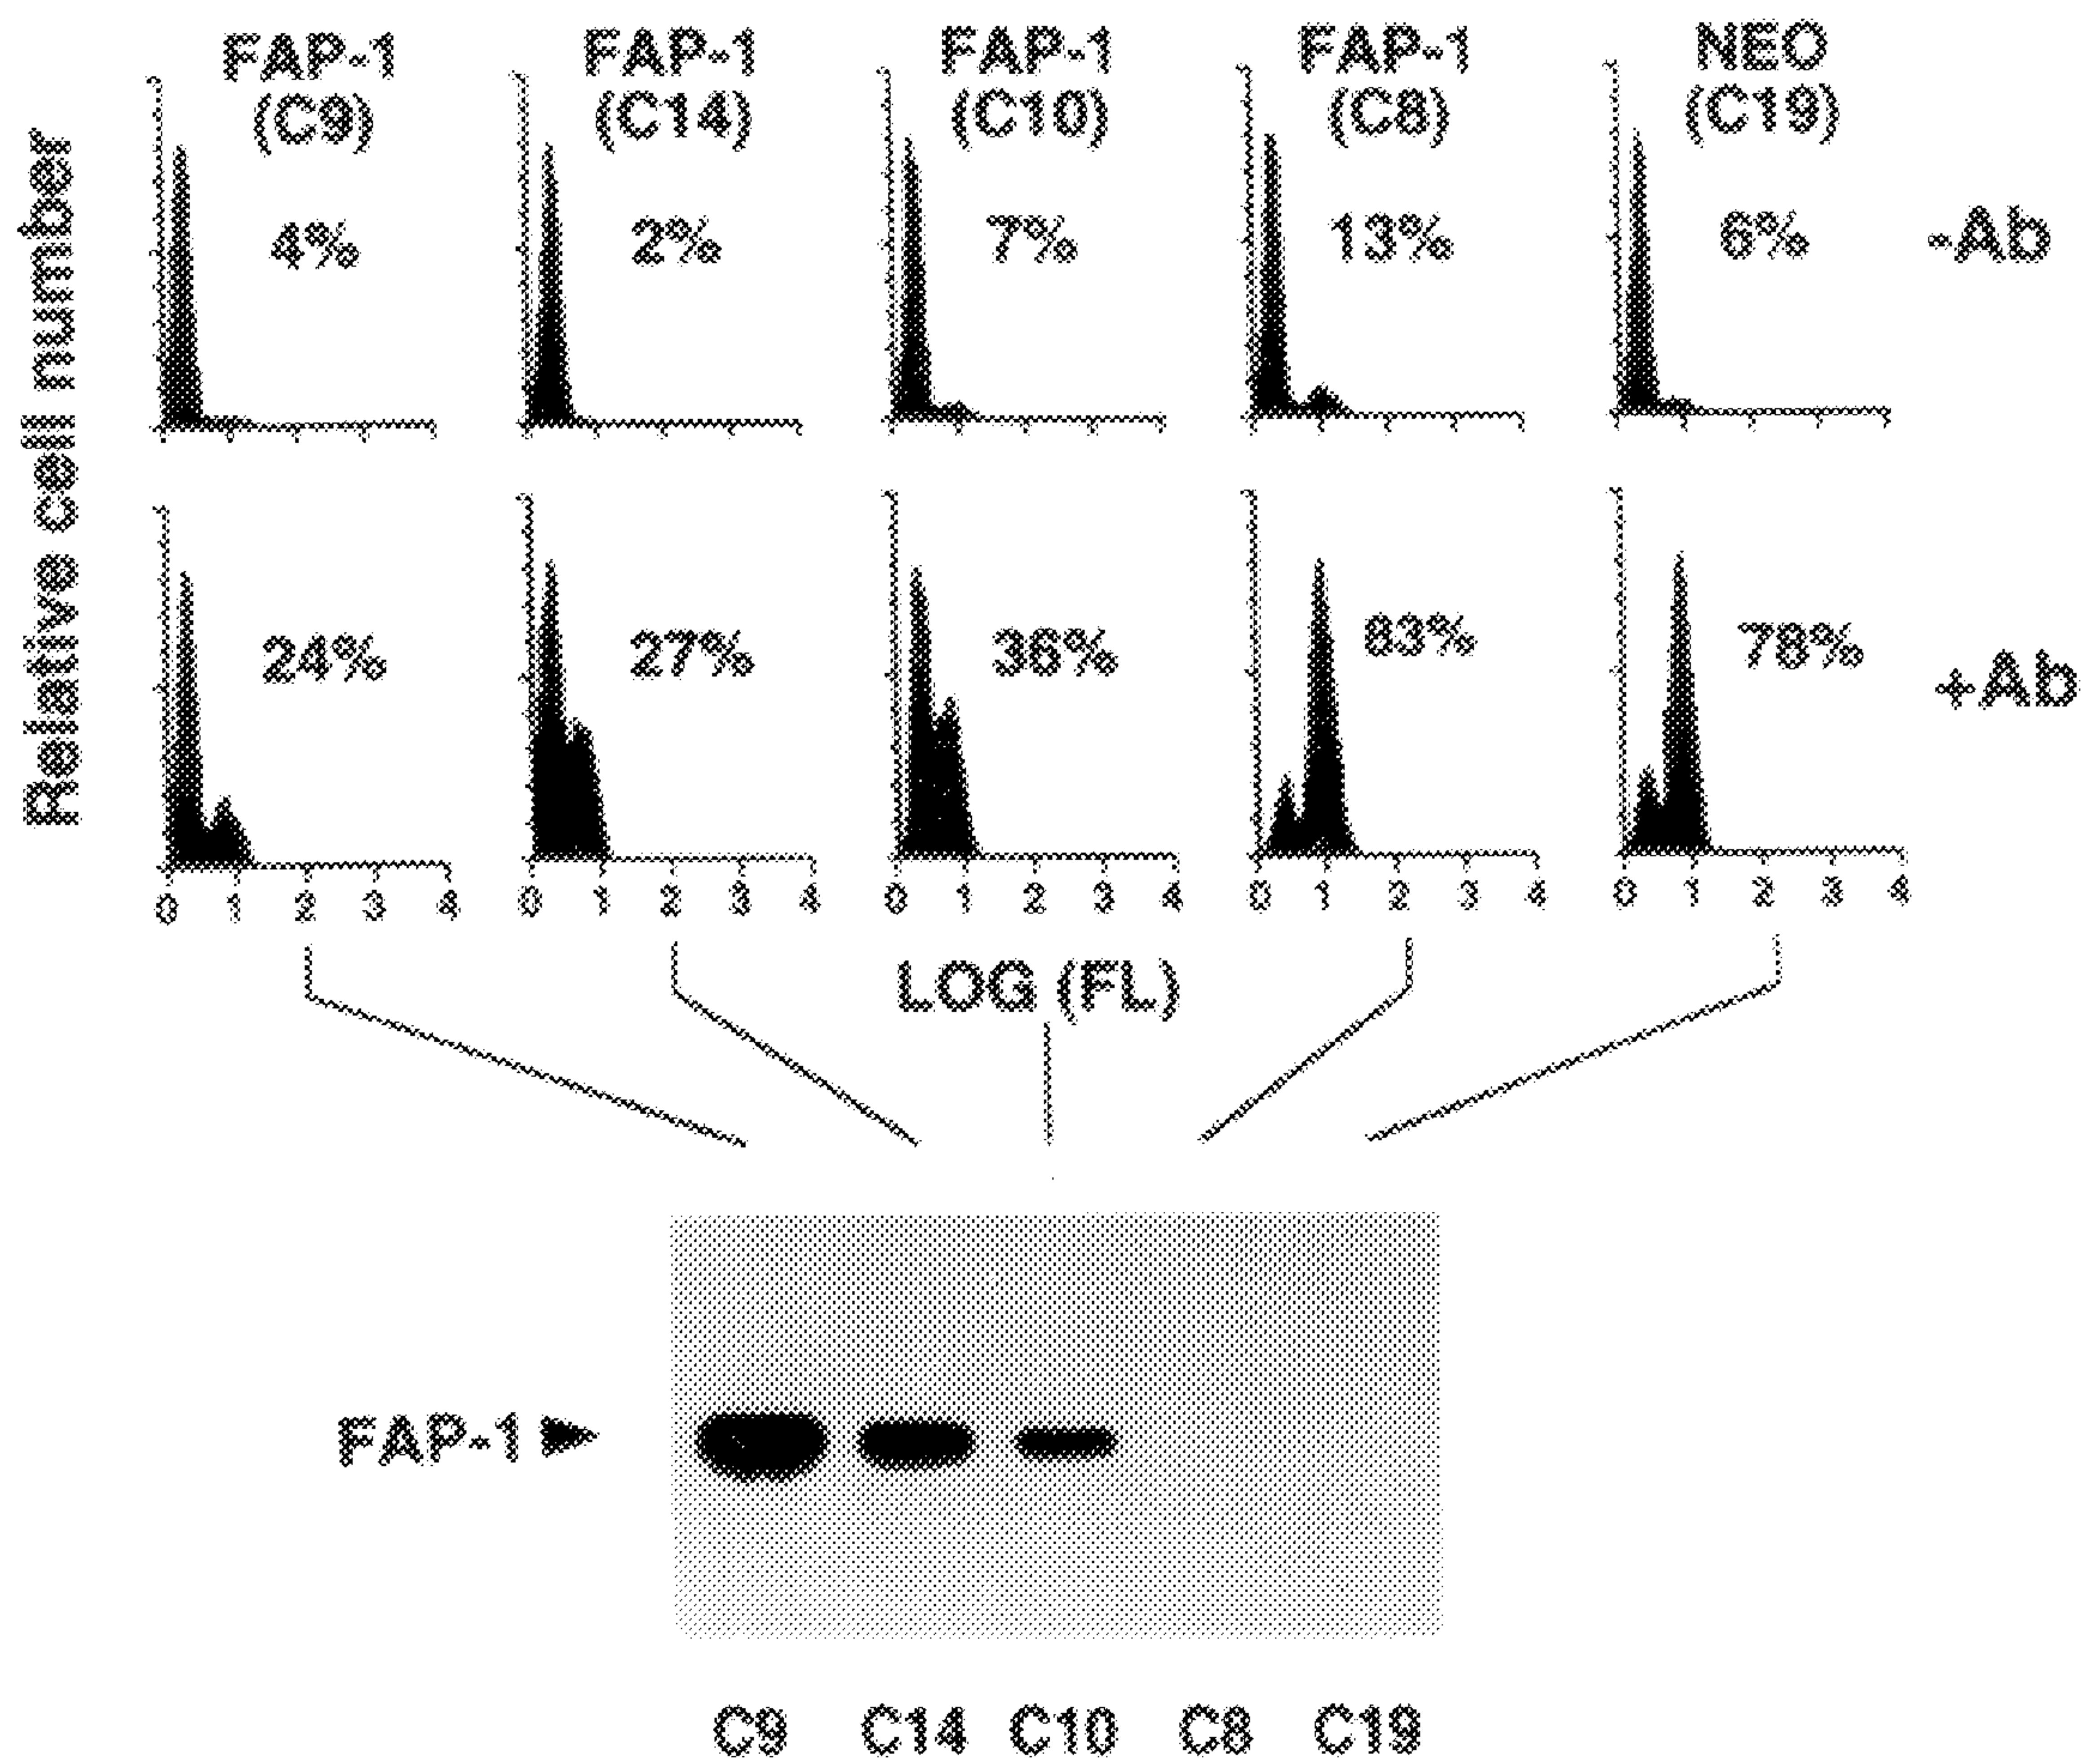 FAP-1
(C9)
FAP-1
(C14)
FAP-1
(C10)
FAP-1
(C8)
NEO
(C19)
4%
2%
7%
13%
6%
-Ab
Relative cell number
24%
27%
36%
83%
78%
+Ab
0 1 2 3 4
0 1 2 3 4
0 1 2 3 4
0 1 2 3 4
0 1 2 3 4
LOG (FL)
FAP-1
C9 C14 C10 C8 C19